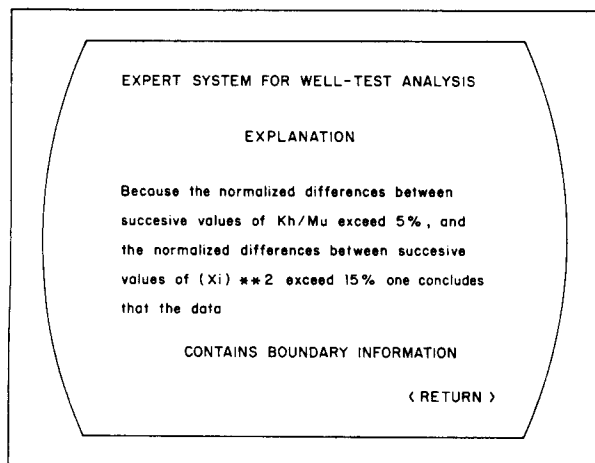 EXPERT SYSTEM FOR WELL-TEST ANALYSIS
EXPLANATION
Because the normalized differences between
succesive values of Kh/Mu exceed 5%, and
the normalized differences between succesive
values of (Xi) **2 exceed 15% one concludes
that the data
CONTAINS BOUNDARY INFORMATION
< RETURN >